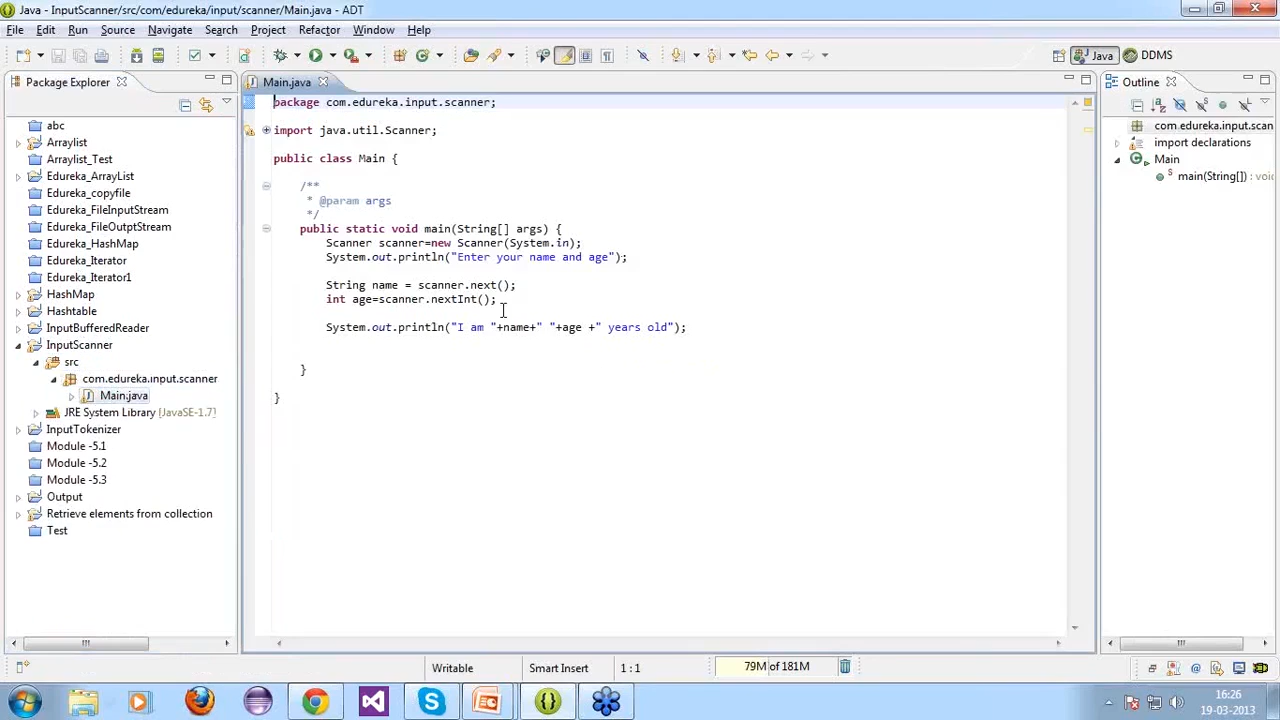 Java - InputScanner/src/com/edureka/input/scanner/Main.java - ADT
File Edit Run Source Navigate Search Project Refactor Window Help
Java DDMS
Package Explorer
abc
Arraylist
Arraylist_Test
Edureka_ArrayList
Edureka_copyfile
Edureka_FileInputStream
Edureka_FileOutptStream
Edureka_HashMap
Edureka_Iterator
Edureka_Iterator1
HashMap
Hashtable
InputBufferedReader
InputScanner
src
com.edureka.input.scanner
Main.java
JRE System Library [JavaSE-1.7]
InputTokenizer
Module -5.1
Module -5.2
Module -5.3
Output
Retrieve elements from collection
Test
Main.java
package com.edureka.input.scanner;
import java.util.Scanner;
public class Main {
/**
* @param args
*/
public static void main(String[] args) {
Scanner scanner=new Scanner(System.in);
System.out.println("Enter your name and age");
String name = scanner.next();
int age=scanner.nextInt();
System.out.println("I am "+name+" "+age +" years old");
}
}
Outline
com.edureka.input.scan
import declarations
Main
main(String[]) : void
Writable Smart Insert 1 : 1 79M of 181M
16:26
19-03-2013